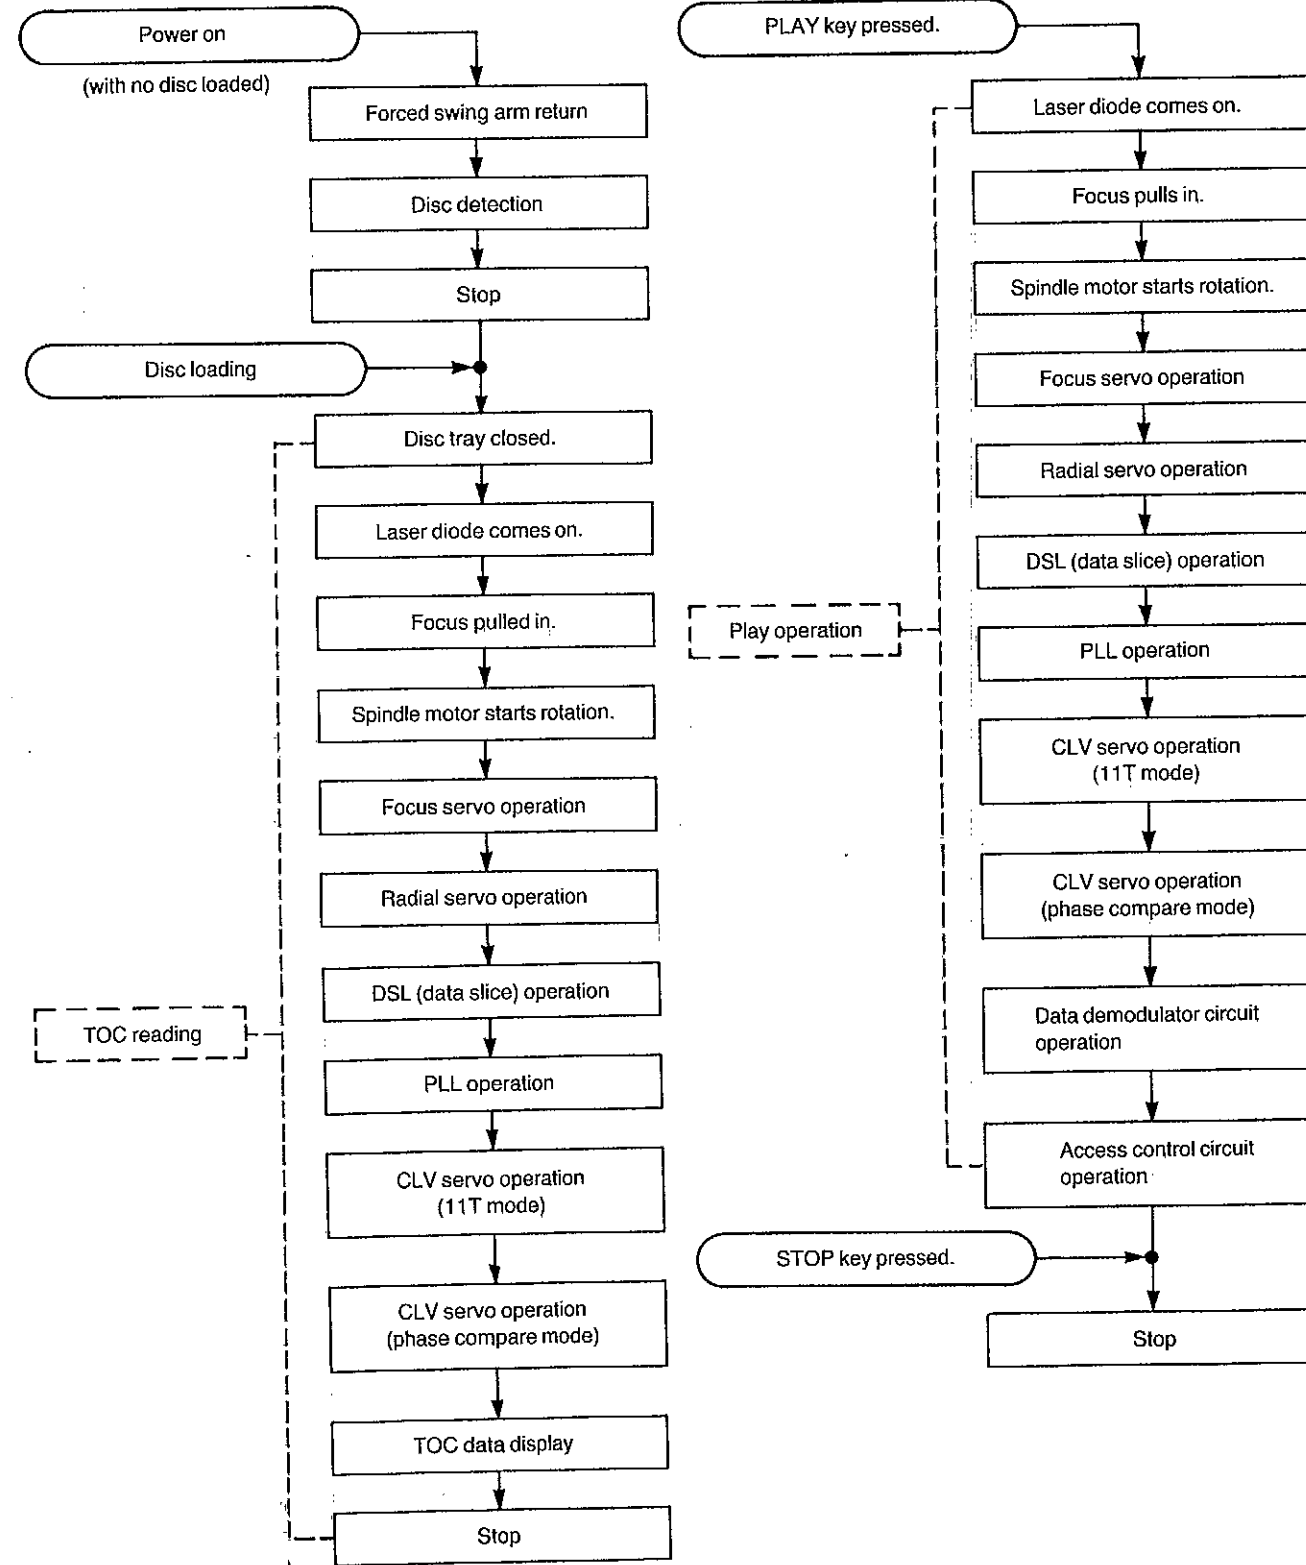 Power on
(with no disc loaded)
Forced swing arm return
Disc detection
Stop
Disc loading
Disc tray closed.
Laser diode comes on.
Focus pulled in.
Spindle motor starts rotation.
Focus servo operation
Radial servo operation
DSL (data slice) operation
TOC reading
PLL operation
CLV servo operation
(11T mode)
CLV servo operation
(phase compare mode)
TOC data display
Stop
PLAY key pressed.
Laser diode comes on.
Focus pulls in.
Spindle motor starts rotation.
Focus servo operation
Radial servo operation
DSL (data slice) operation
Play operation
PLL operation
CLV servo operation
(11T mode)
CLV servo operation
(phase compare mode)
Data demodulator circuit
operation
Access control circuit
operation
STOP key pressed.
Stop